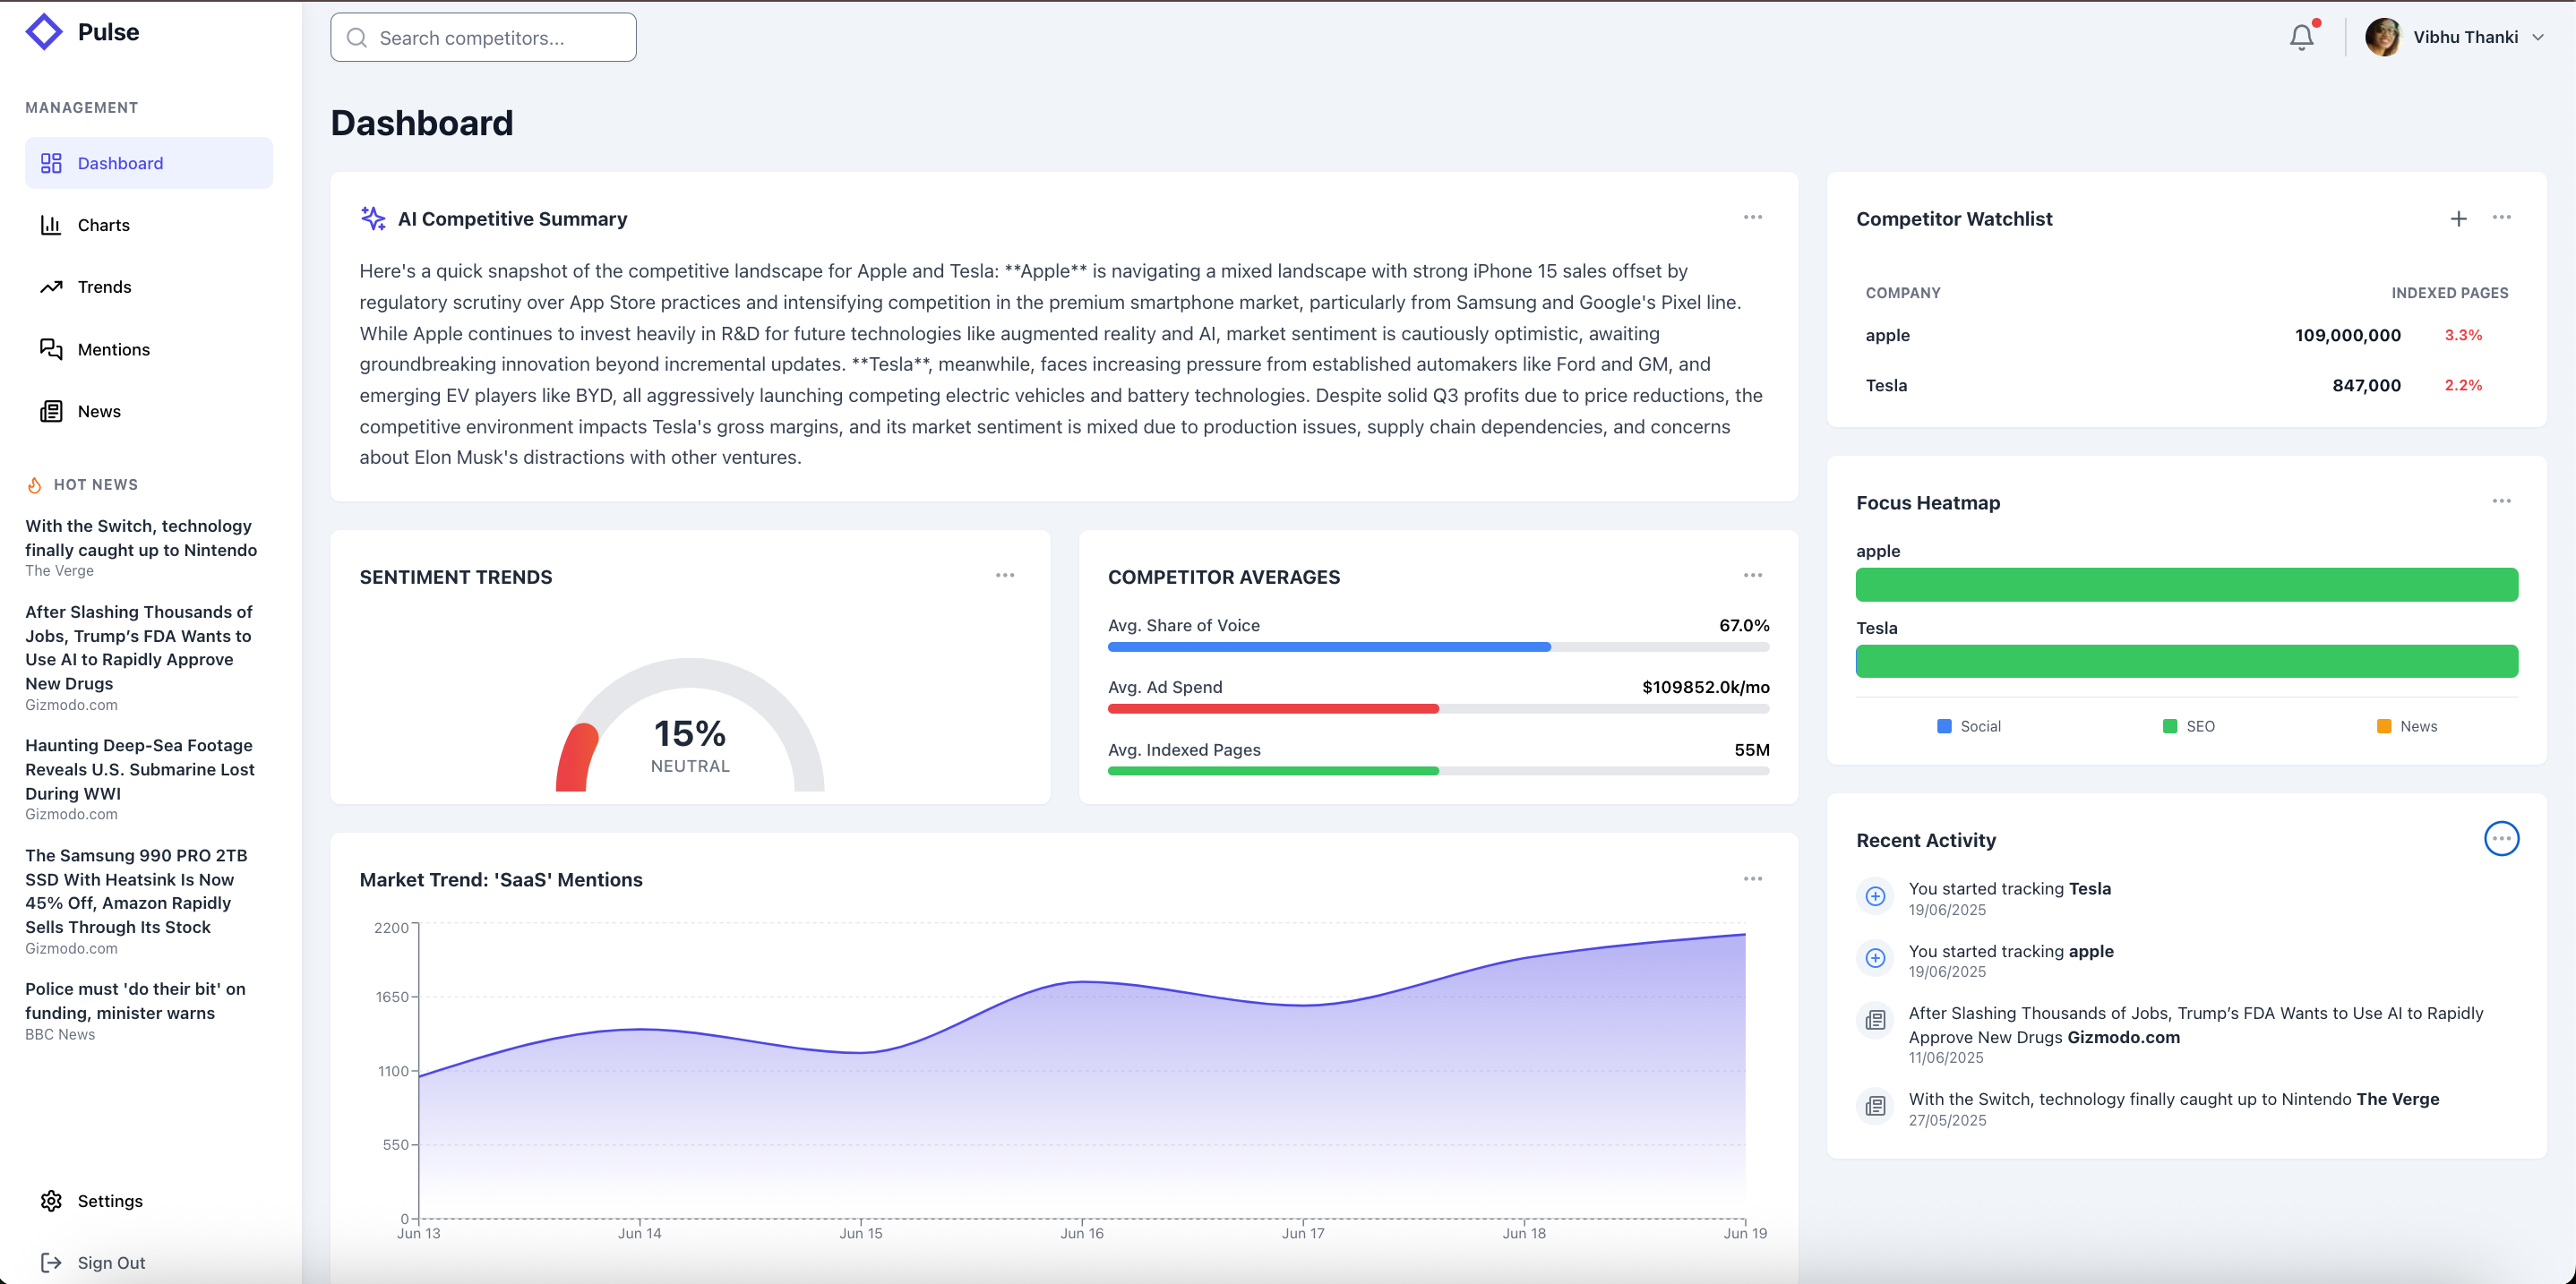 Pulse
MANAGEMENT
Dashboard
Charts
Trends
Mentions
News
HOT NEWS
With the Switch, technology
finally caught up to Nintendo
The Verge
After Slashing Thousands of
Jobs, Trump’s FDA Wants to
Use AI to Rapidly Approve
New Drugs
Gizmodo.com
Haunting Deep-Sea Footage
Reveals U.S. Submarine Lost
During WWI
Gizmodo.com
The Samsung 990 PRO 2TB
SSD With Heatsink Is Now
45% Off, Amazon Rapidly
Sells Through Its Stock
Gizmodo.com
Police must 'do their bit' on
funding, minister warns
BBC News
Settings
Sign Out
Search competitors...
Vibhu Thanki
Dashboard
AI Competitive Summary
Here's a quick snapshot of the competitive landscape for Apple and Tesla: **Apple** is navigating a mixed landscape with strong iPhone 15 sales offset by
regulatory scrutiny over App Store practices and intensifying competition in the premium smartphone market, particularly from Samsung and Google's Pixel line.
While Apple continues to invest heavily in R&D for future technologies like augmented reality and AI, market sentiment is cautiously optimistic, awaiting
groundbreaking innovation beyond incremental updates. **Tesla**, meanwhile, faces increasing pressure from established automakers like Ford and GM, and
emerging EV players like BYD, all aggressively launching competing electric vehicles and battery technologies. Despite solid Q3 profits due to price reductions, the
competitive environment impacts Tesla's gross margins, and its market sentiment is mixed due to production issues, supply chain dependencies, and concerns
about Elon Musk's distractions with other ventures.
SENTIMENT TRENDS
15%
NEUTRAL
COMPETITOR AVERAGES
Avg. Share of Voice 67.0%
Avg. Ad Spend $109852.0k/mo
Avg. Indexed Pages 55M
Market Trend: 'SaaS' Mentions
2200
1650
1100
550
0
Jun 13 Jun 14 Jun 15 Jun 16 Jun 17 Jun 18 Jun 19
Competitor Watchlist
COMPANY INDEXED PAGES
apple 109,000,000 3.3%
Tesla 847,000 2.2%
Focus Heatmap
apple
Tesla
Social SEO News
Recent Activity
You started tracking Tesla
19/06/2025
You started tracking apple
19/06/2025
After Slashing Thousands of Jobs, Trump’s FDA Wants to Use AI to Rapidly
Approve New Drugs Gizmodo.com
11/06/2025
With the Switch, technology finally caught up to Nintendo The Verge
27/05/2025